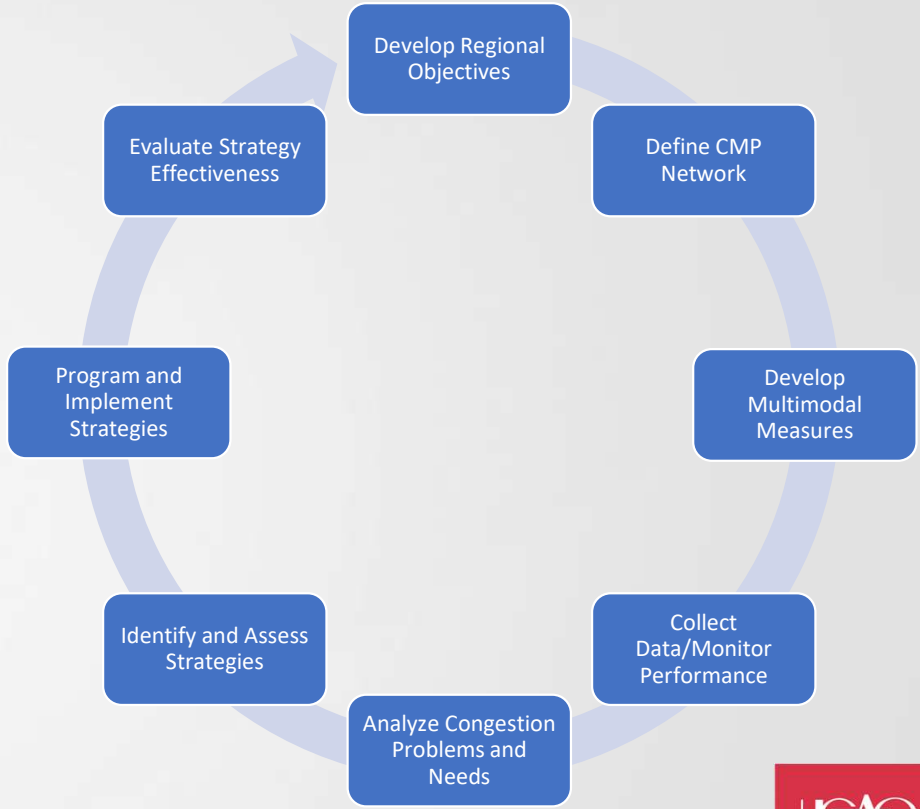 Develop Regional
Objectives
Define CMP
Network
Develop
Multimodal
Measures
Collect
Data/Monitor
Performance
Analyze Congestion
Problems and
Needs
Identify and Assess
Strategies
Program and
Implement
Strategies
Evaluate Strategy
Effectiveness